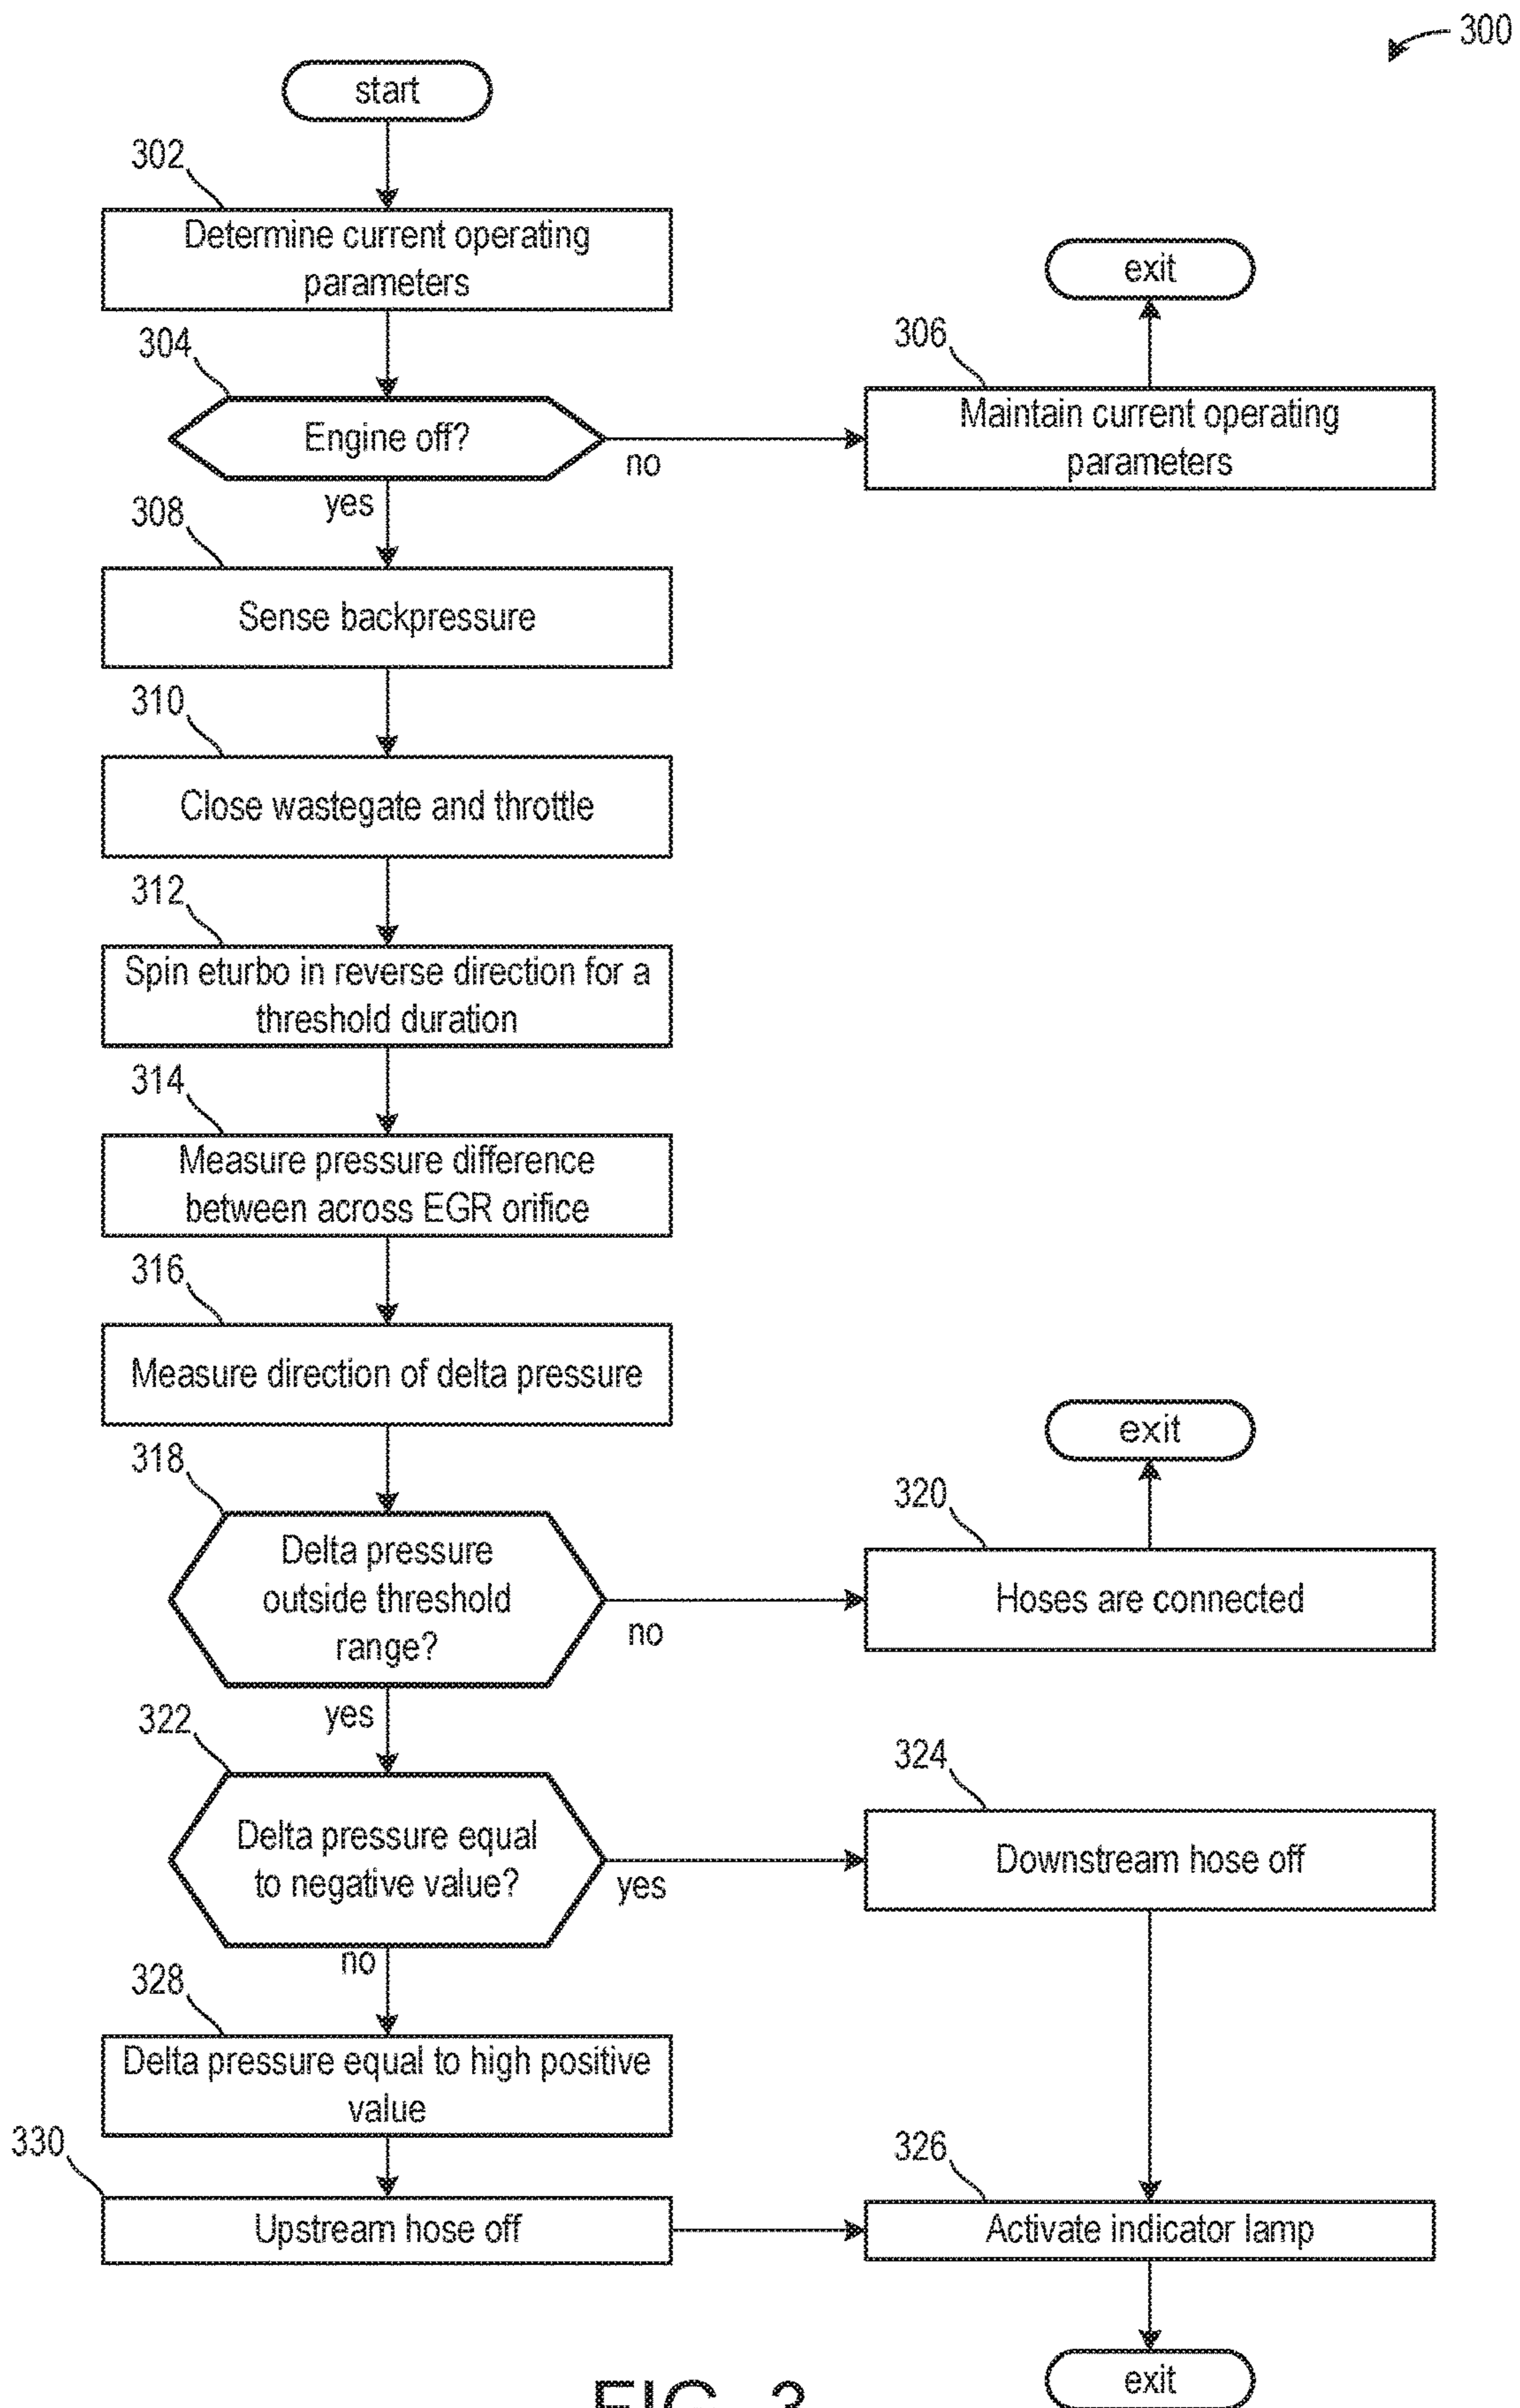 300
start
302
Determine current operating
parameters
exit
304
306
Engine off?
no
Maintain current operating
parameters
yes
308
Sense backpressure
310
Close wastegate and throttle
312
Spin eturbo in reverse direction for a
threshold duration
314
Measure pressure difference
between across EGR orifice
316
Measure direction of delta pressure
exit
318
320
Delta pressure
outside threshold
range?
no
Hoses are connected
yes
322
324
Delta pressure equal
to negative value?
yes
Downstream hose off
no
328
Delta pressure equal to high positive
value
330
326
Upstream hose off
Activate indicator lamp
exit
FIG. 3